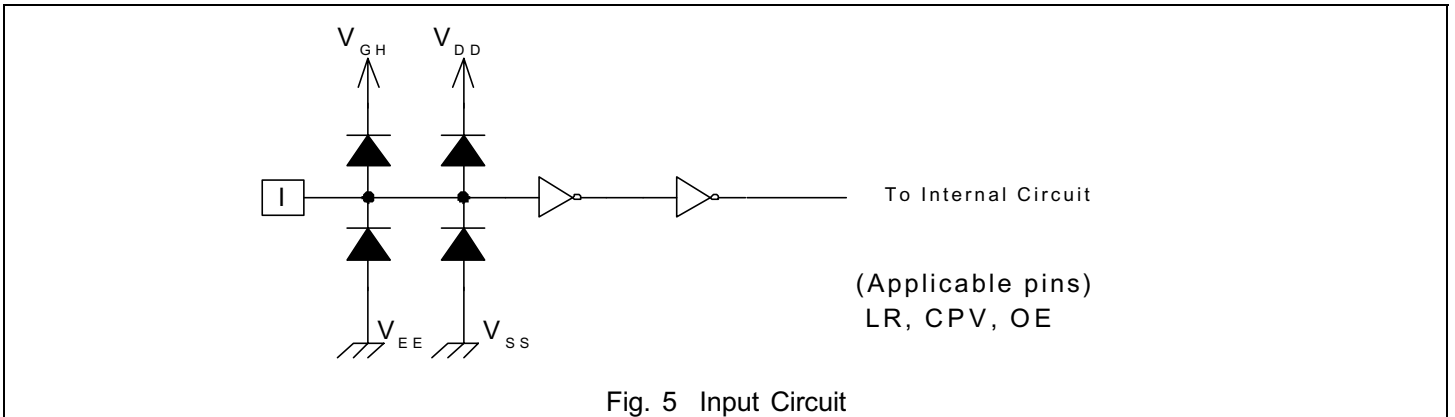 VGH VDD
I
To Internal Circuit
(Applicable pins)
LR, CPV, OE
VEE VSS
Fig. 5 Input Circuit